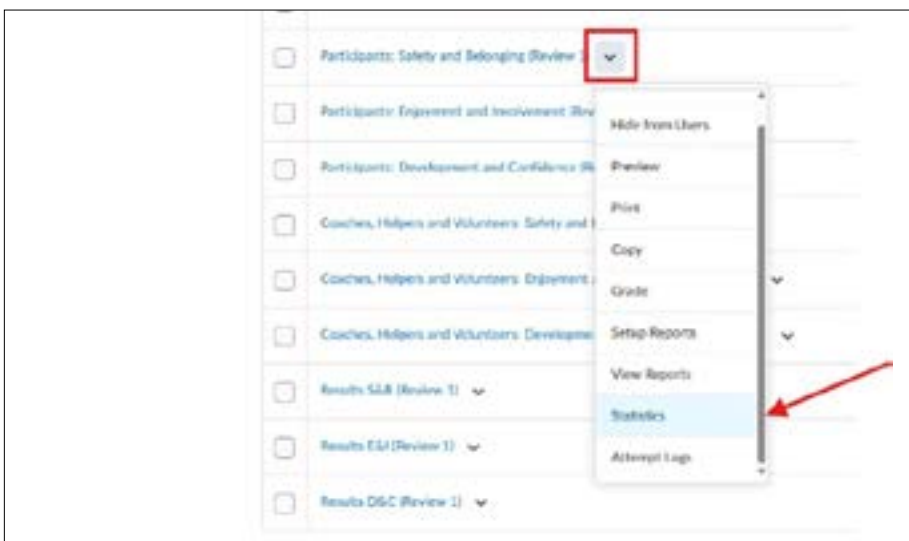 Participants: Safety and Belonging (Review
Participants: Enjoyment and Involvement (Rev
Hide from Users
Participants: Development and Confidence (Re
Preview
Print
Coaches, Helpers and Volunteers: Safety and
Copy
Coaches, Helpers and Volunteers: Enjoyment
Grade
Coaches, Helpers and Volunteers: Developme
Setup Reports
View Reports
Results S&B (Review 1)
Statistics
Results E&I (Review 1)
Attempt Logs
Results D&C (Review 1)